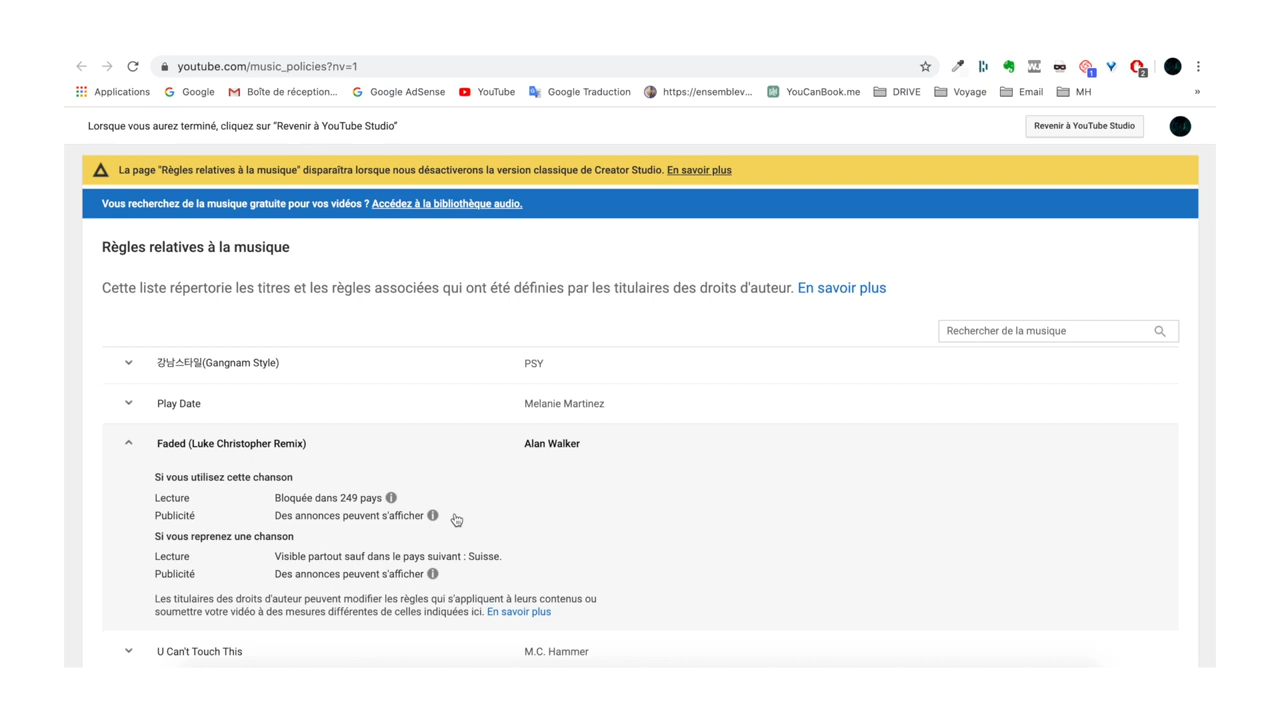 youtube.com/music_policies?nv=1
1
2
Applications Google Boîte de réception... Google AdSense YouTube Google Traduction https://ensemblev... YouCanBook.me DRIVE Voyage Email MH »
Lorsque vous aurez terminé, cliquez sur "Revenir à YouTube Studio"
Revenir à YouTube Studio
La page "Règles relatives à la musique" disparaîtra lorsque nous désactiverons la version classique de Creator Studio. En savoir plus
Vous recherchez de la musique gratuite pour vos vidéos ? Accédez à la bibliothèque audio.
Règles relatives à la musique
Cette liste répertorie les titres et les règles associées qui ont été définies par les titulaires des droits d'auteur. En savoir plus
Rechercher de la musique
강남스타일(Gangnam Style) PSY
Play Date Melanie Martinez
Faded (Luke Christopher Remix) Alan Walker
Si vous utilisez cette chanson
Lecture Bloquée dans 249 pays
Publicité Des annonces peuvent s'afficher
Si vous reprenez une chanson
Lecture Visible partout sauf dans le pays suivant : Suisse.
Publicité Des annonces peuvent s'afficher
Les titulaires des droits d'auteur peuvent modifier les règles qui s'appliquent à leurs contenus ou
soumettre votre vidéo à des mesures différentes de celles indiquées ici. En savoir plus
U Can't Touch This M.C. Hammer